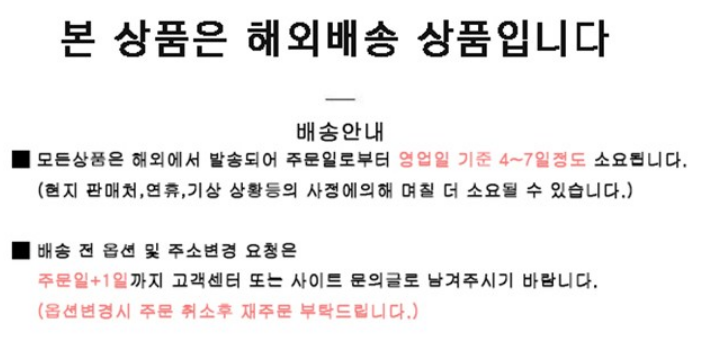 본 상품은 해외배송 상품입니다
배송안내
■ 모든상품은 해외에서 발송되어 주문일로부터 영업일 기준 4~7일정도 소요됩니다.
(현지 판매처,연휴,기상 상황등의 사정에의해 며칠 더 소요될 수 있습니다.)
■ 배송 전 옵션 및 주소변경 요청은
주문일+1일까지 고객센터 또는 사이트 문의글로 남겨주시기 바랍니다.
(옵션변경시 주문 취소후 재주문 부탁드립니다.)